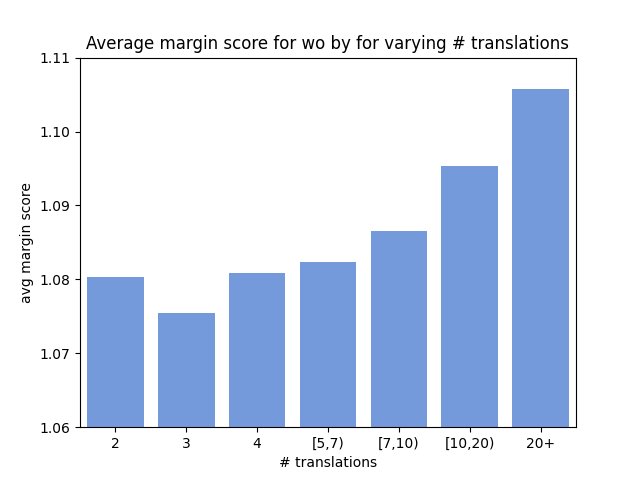 Average margin score for wo by for varying # translations
1.11
1.10
1.09
1.08
1.07
1.06
avg margin score
2 3 4 [5,7) [7,10) [10,20) 20+
# translations